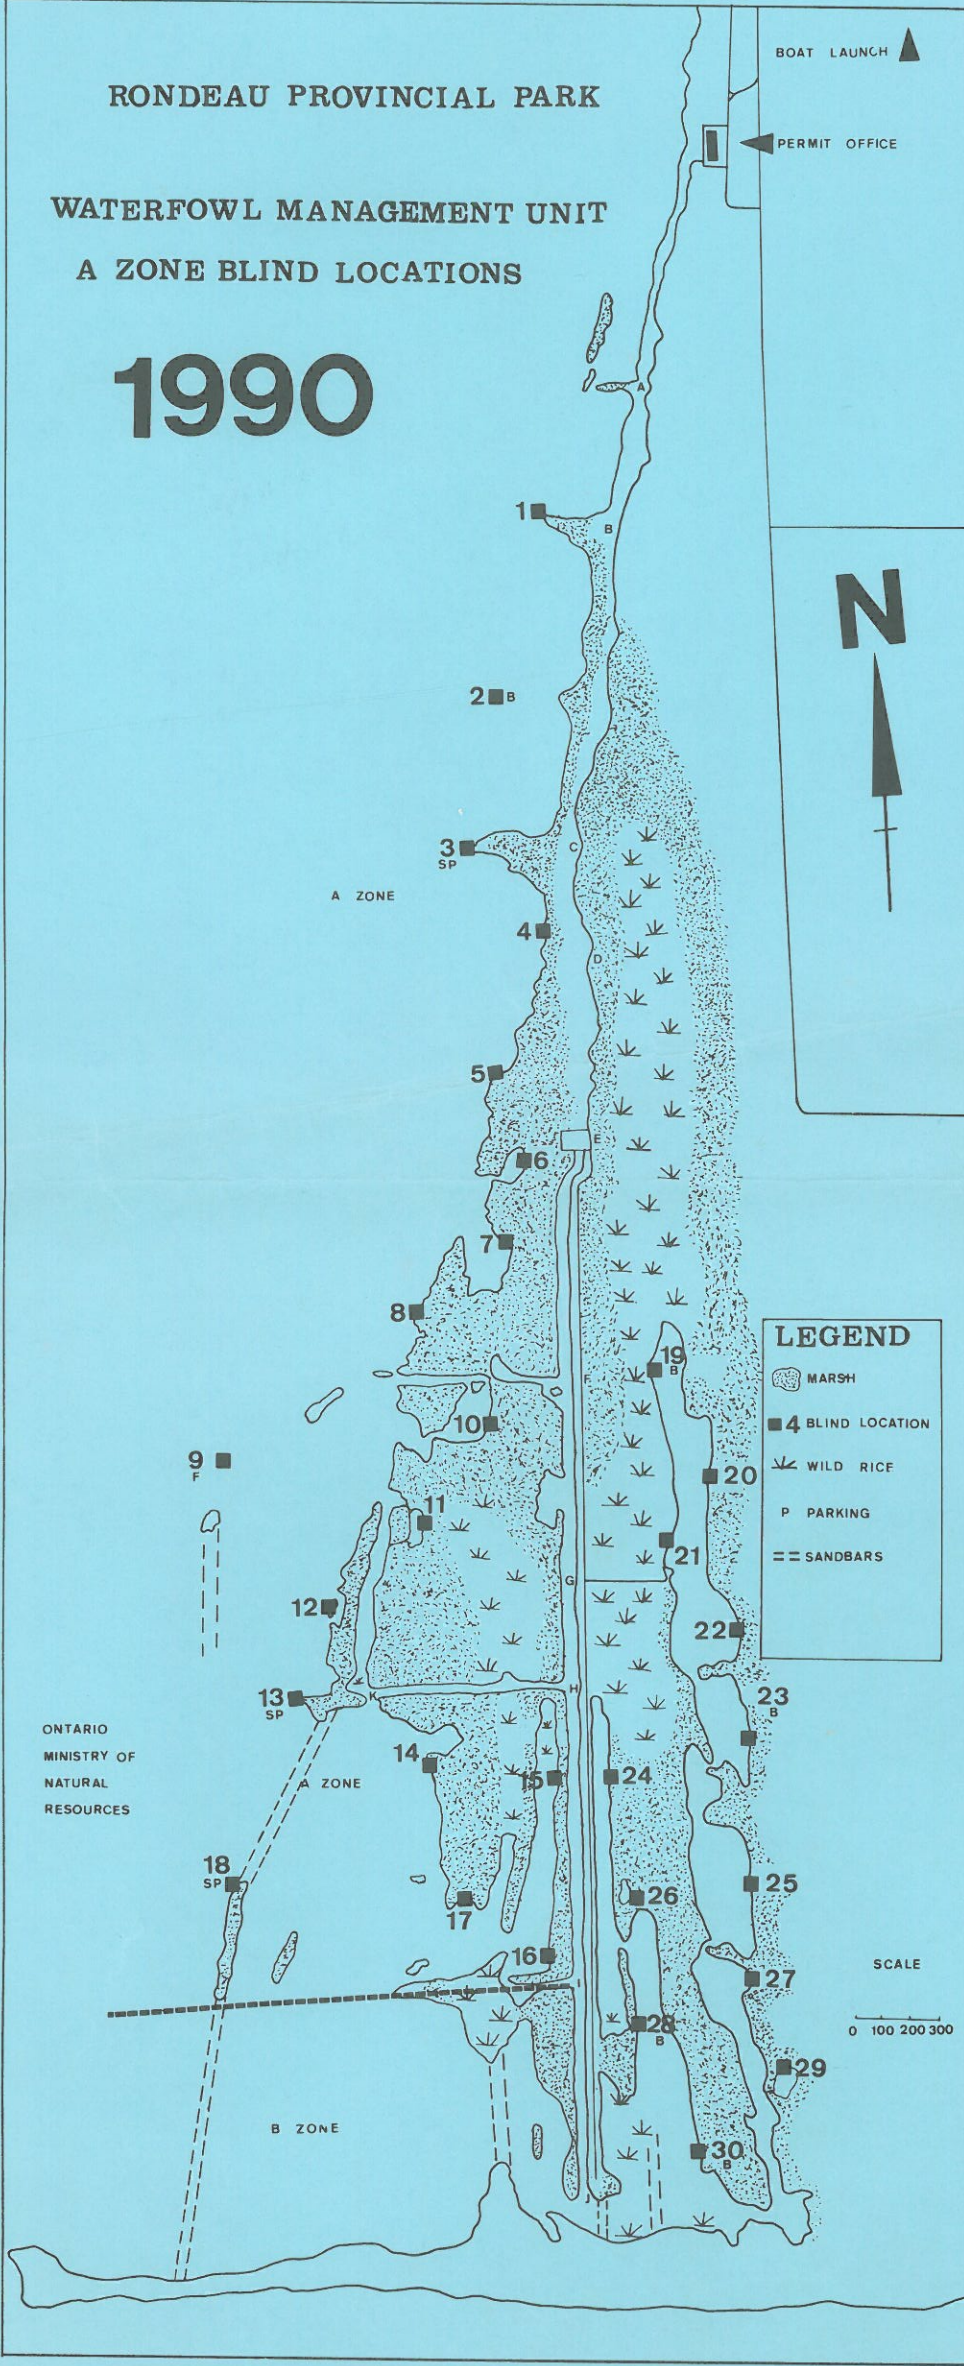 BOAT LAUNCH
RONDEAU PROVINCIAL PARK
PERMIT OFFICE
WATERFOWL MANAGEMENT UNIT
A ZONE BLIND LOCATIONS
1990
A
1
B
N
2 B
3
SP
C
A ZONE
4
D
5
E
6
7
8
LEGEND
MARSH
4 BLIND LOCATION
WILD RICE
P PARKING
SANDBARS
19
B
F
10
9
F
20
11
21
G
12
22
H
K
13
SP
23
B
ONTARIO
MINISTRY OF
NATURAL
RESOURCES
14
A ZONE
15
24
18
SP
25
26
17
16
I
27
SCALE
0 100 200 300
28
B
29
B ZONE
30
B
J